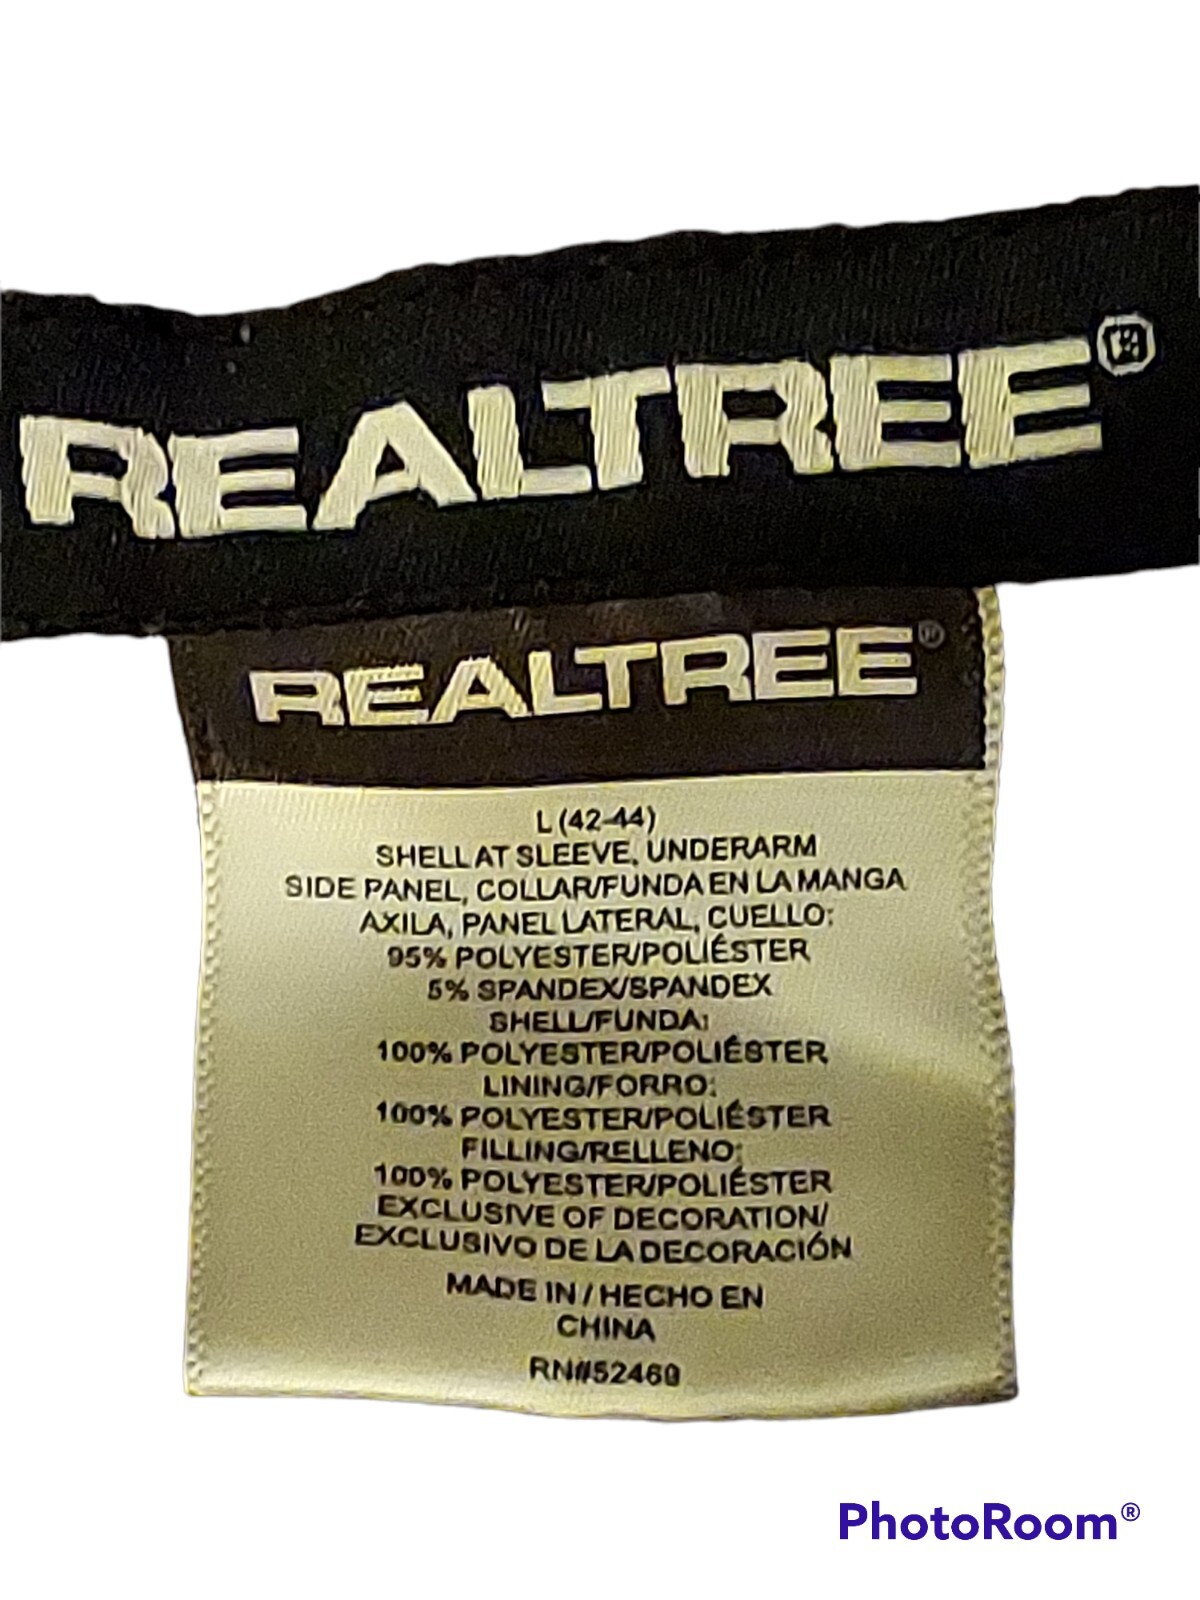 REALTREE®
REALTREE®
L (42-44)
SHELL AT SLEEVE, UNDERARM
SIDE PANEL, COLLAR/FUNDA EN LA MANGA
AXILA, PANEL LATERAL, CUELLO:
95% POLYESTER/POLIÉSTER
5% SPANDEX/SPANDEX
SHELL/FUNDA:
100% POLYESTER/POLIÉSTER
LINING/FORRO:
100% POLYESTER/POLIÉSTER
FILLING/RELLENO:
100% POLYESTER/POLIÉSTER
EXCLUSIVE OF DECORATION/
EXCLUSIVO DE LA DECORACIÓN
MADE IN / HECHO EN
CHINA
RN#52469
PhotoRoom®